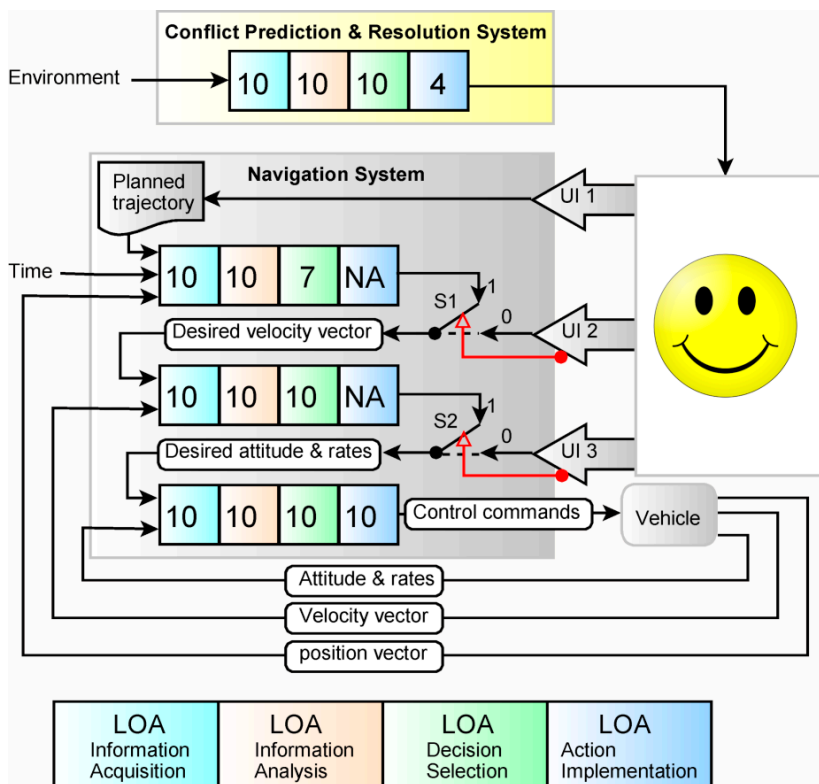 Conflict Prediction & Resolution System
Environment
10 10 10 4
Navigation System
Planned
trajectory
UI 1
Time
10 10 7 NA
1
S1
0
UI 2
Desired velocity vector
10 10 10 NA
1
S2
0
UI 3
Desired attitude & rates
10 10 10 10
Control commands
Vehicle
Attitude & rates
Velocity vector
position vector
LOA
Information
Acquisition
LOA
Information
Analysis
LOA
Decision
Selection
LOA
Action
Implementation